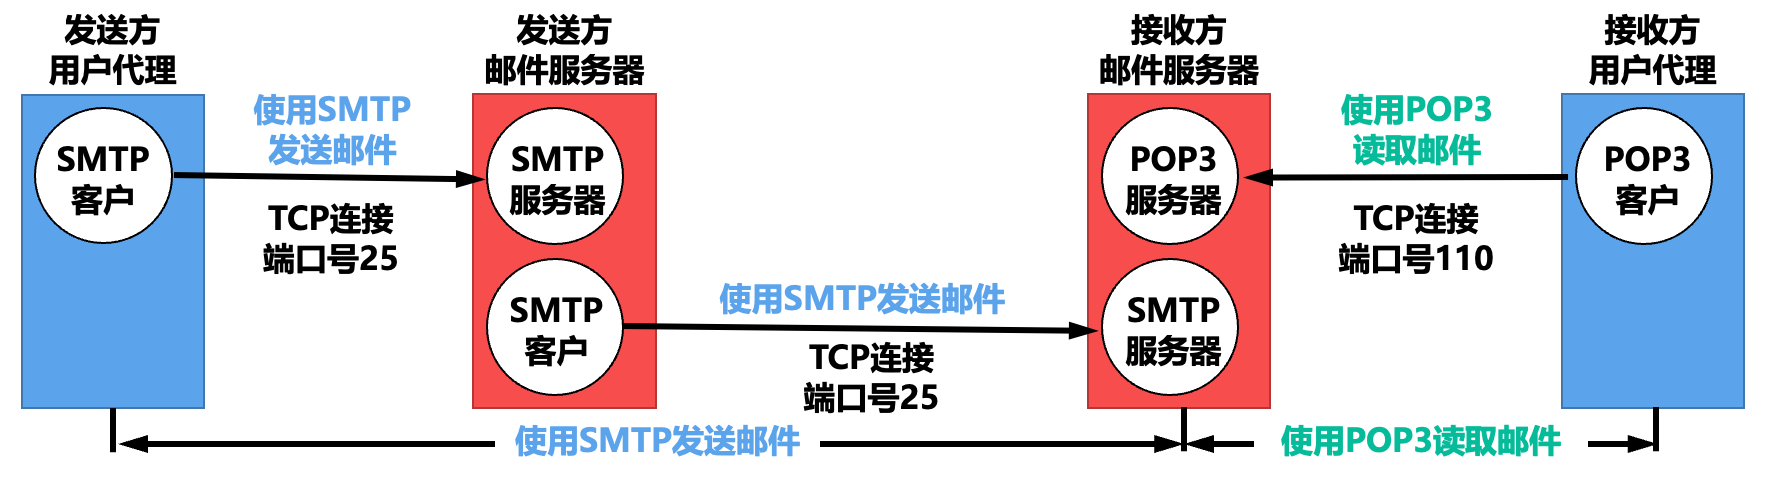 发送方
用户代理
发送方
邮件服务器
接收方
邮件服务器
接收方
用户代理
SMTP
客户
使用SMTP
发送邮件
TCP连接
端口号25
SMTP
服务器
SMTP
客户
使用SMTP发送邮件
TCP连接
端口号25
POP3
服务器
SMTP
服务器
使用POP3
读取邮件
TCP连接
端口号110
POP3
客户
使用SMTP发送邮件
使用POP3读取邮件